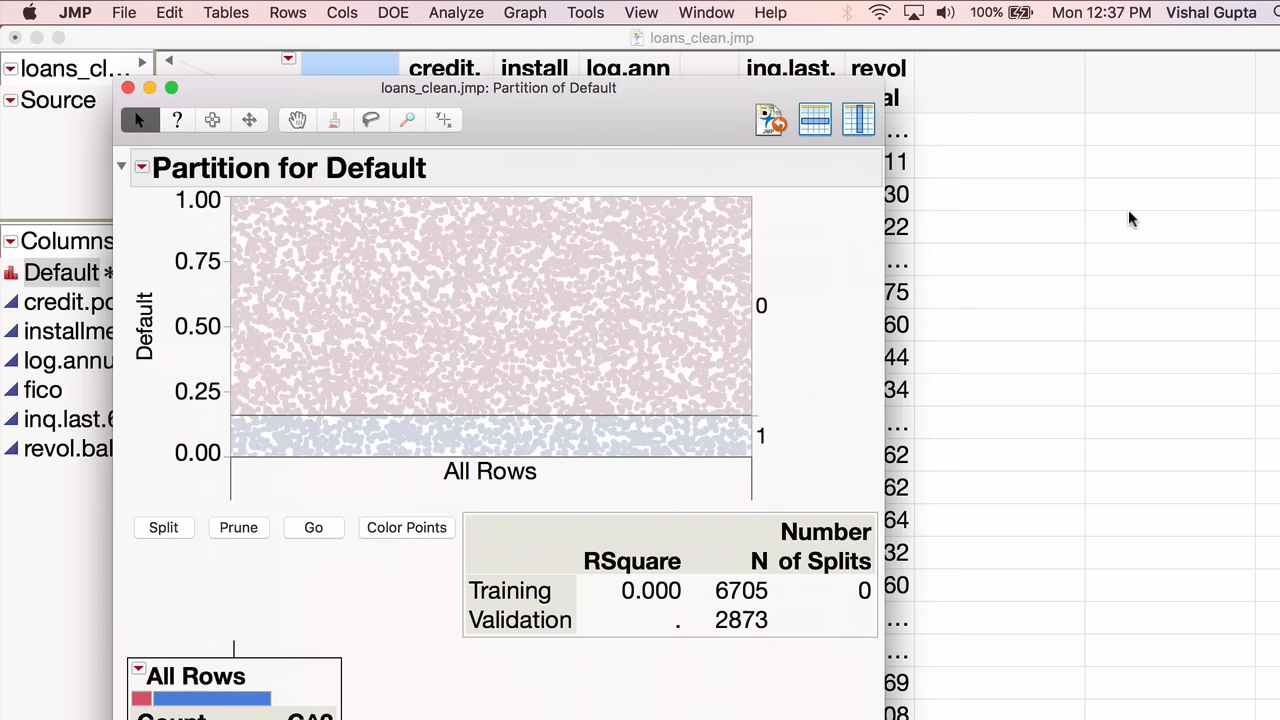 JMP File Edit Tables Rows Cols DOE Analyze Graph Tools View Window Help 100% Mon 12:37 PM Vishal Gupta
loans_clean.jmp
loans_cl... credit. install log.ann inq.last. revol
loans_clean.jmp: Partition of Default
Source
al
?
JMP
...
Partition for Default
11
1.00
30
22
Columns
0.75
...
Default *
75
credit.po
Default
0
installme
0.50
60
44
log.annu
fico
0.25
34
inq.last.6
...
1
revol.bal
0.00
62
All Rows
62
Split Prune Go Color Points
64
Number
32
RSquare N of Splits
Training 0.000 6705 0
60
Validation . 2873
...
...
All Rows
69
08